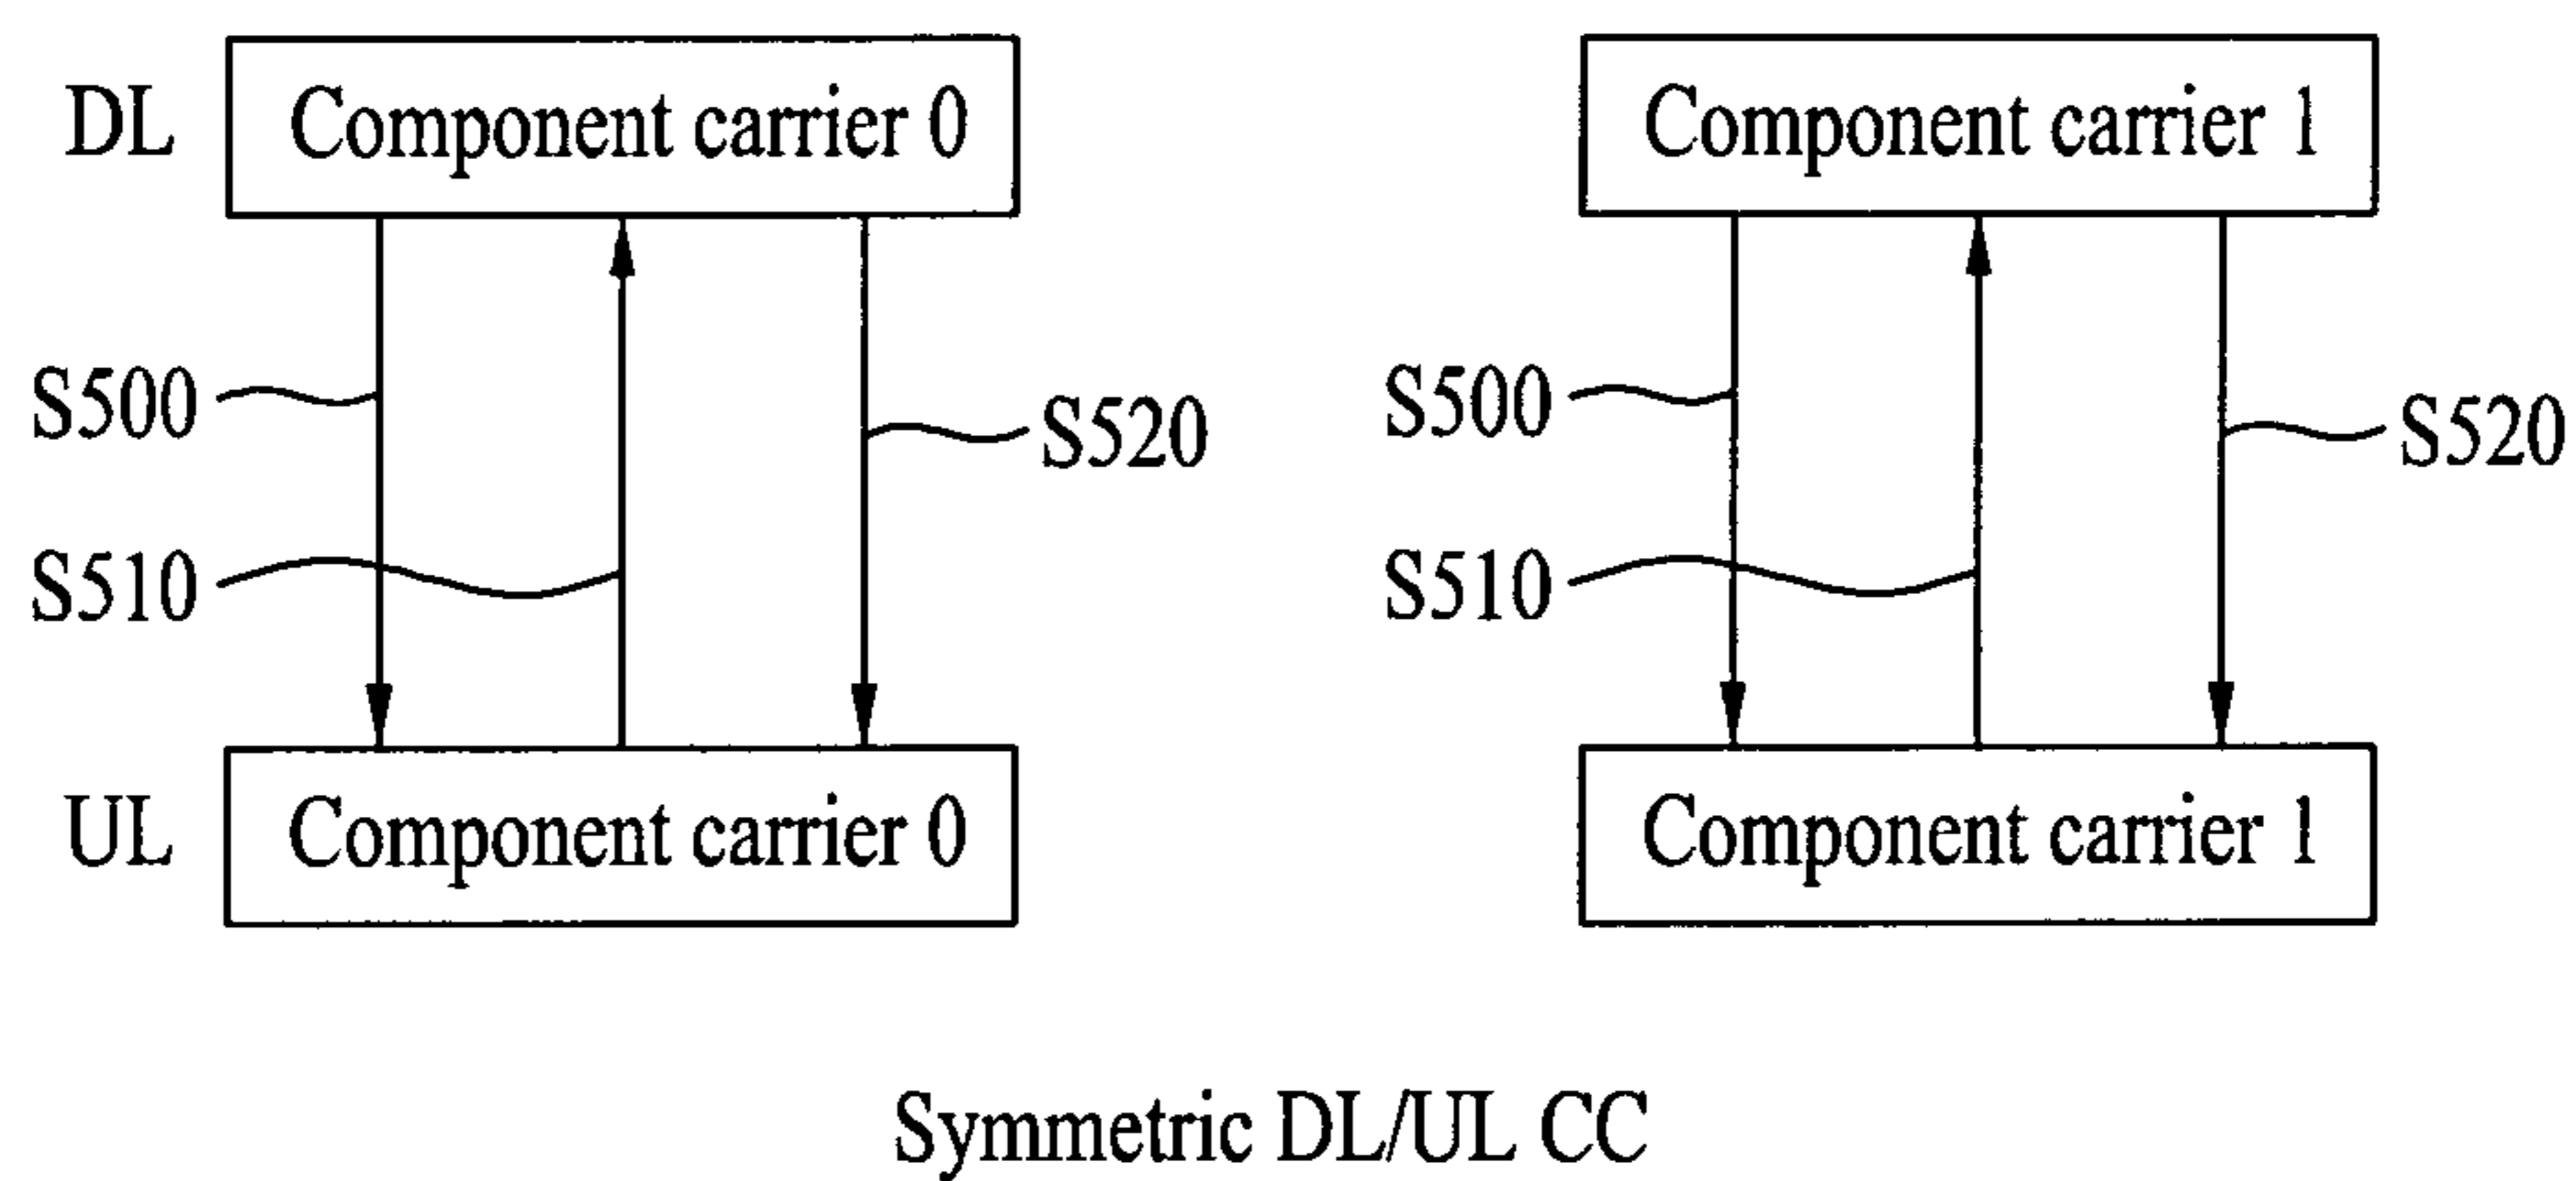 DL Component carrier 0 Component carrier 1
S500 S520 S500 S520
S510 S510
UL Component carrier 0 Component carrier 1
Symmetric DL/UL CC